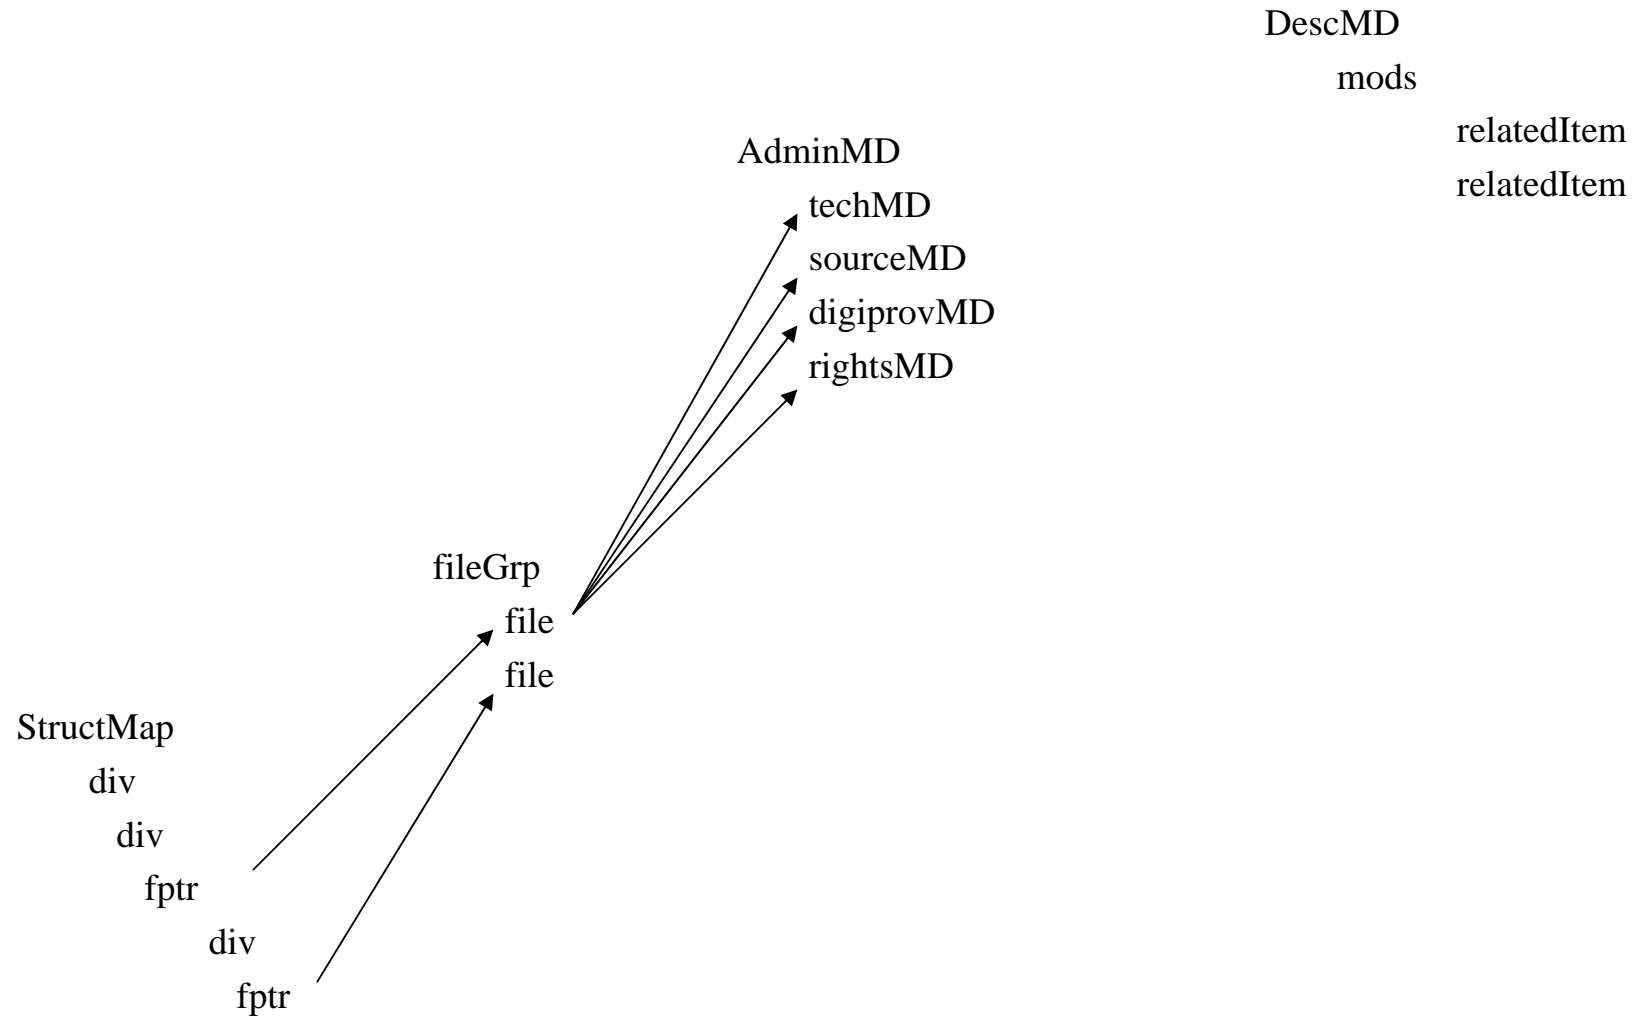 DescMD
mods
relatedItem
relatedItem
AdminMD
techMD
sourceMD
digiprovMD
rightsMD
fileGrp
file
file
StructMap
div
div
fptr
div
fptr